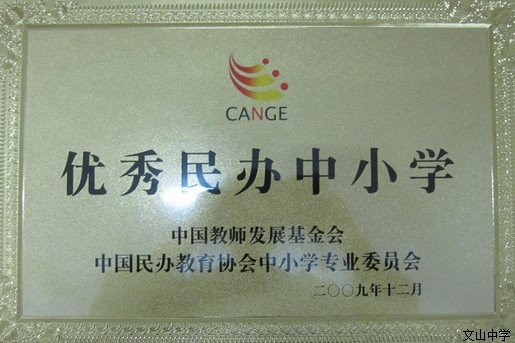 CANGE
优秀民办中小学
中国教师发展基金会
中国民办教育协会中小学专业委员会
二〇〇九年十二月
文山中学